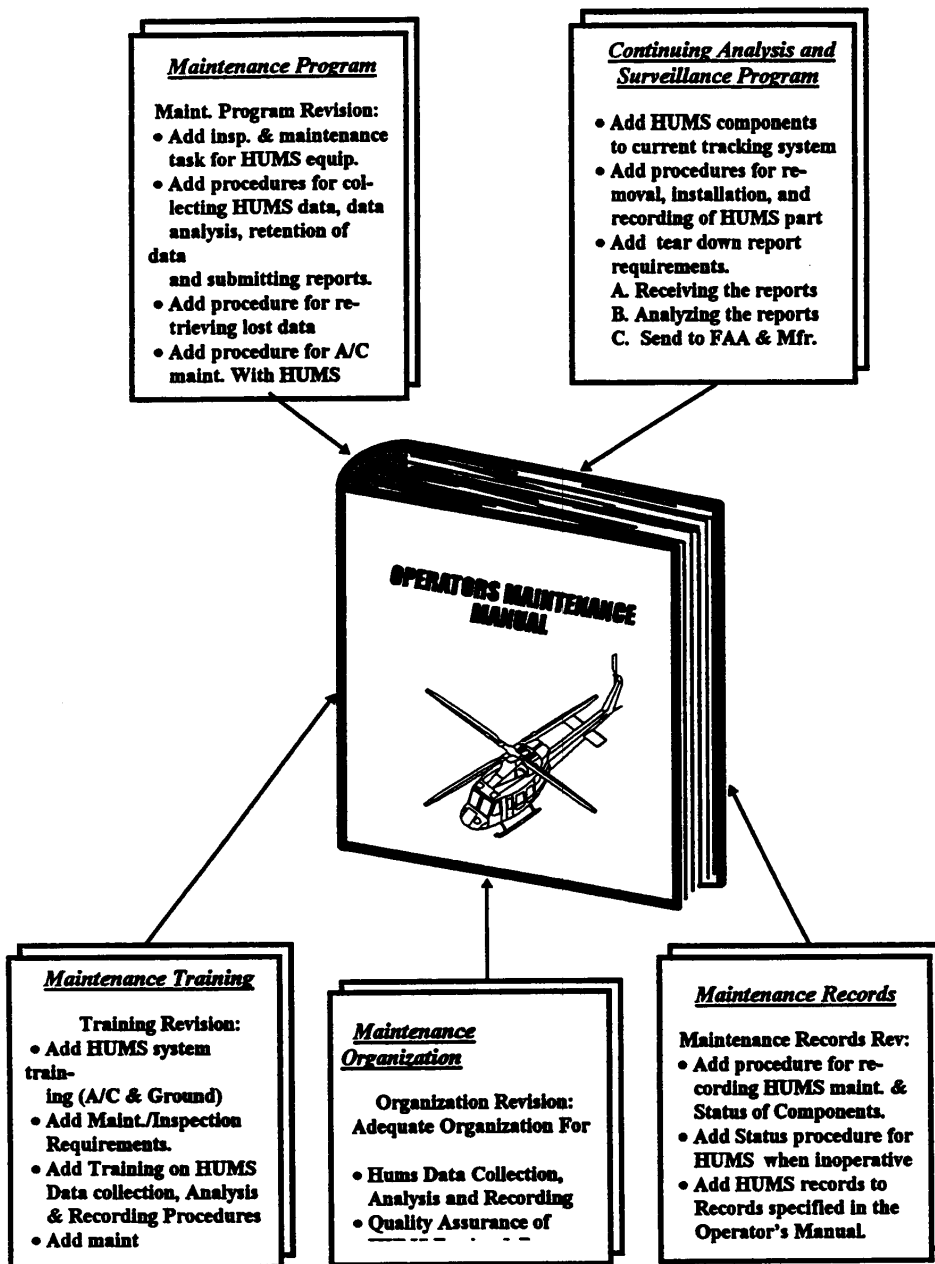 Maintenance Program
Maint. Program Revision:
• Add insp. & maintenance
task for HUMS equip.
• Add procedures for col-
lecting HUMS data, data
analysis, retention of
data
and submitting reports.
• Add procedure for re-
trieving lost data
• Add procedure for A/C
maint. With HUMS
Continuing Analysis and
Surveillance Program
• Add HUMS components
to current tracking system
• Add procedures for re-
moval, installation, and
recording of HUMS part
• Add tear down report
requirements.
A. Receiving the reports
B. Analyzing the reports
C. Send to FAA & Mfr.
OPERATORS MAINTENANCE
MANUAL
Maintenance Training
Training Revision:
• Add HUMS system
train-
ing (A/C & Ground)
• Add Maint./Inspection
Requirements.
• Add Training on HUMS
Data collection, Analysis
& Recording Procedures
• Add maint
Maintenance
Organization
Organization Revision:
Adequate Organization For
• Hums Data Collection,
Analysis and Recording
• Quality Assurance of
Maintenance Records
Maintenance Records Rev:
• Add procedure for re-
cording HUMS maint. &
Status of Components.
• Add Status procedure for
HUMS when inoperative
• Add HUMS records to
Records specified in the
Operator's Manual.